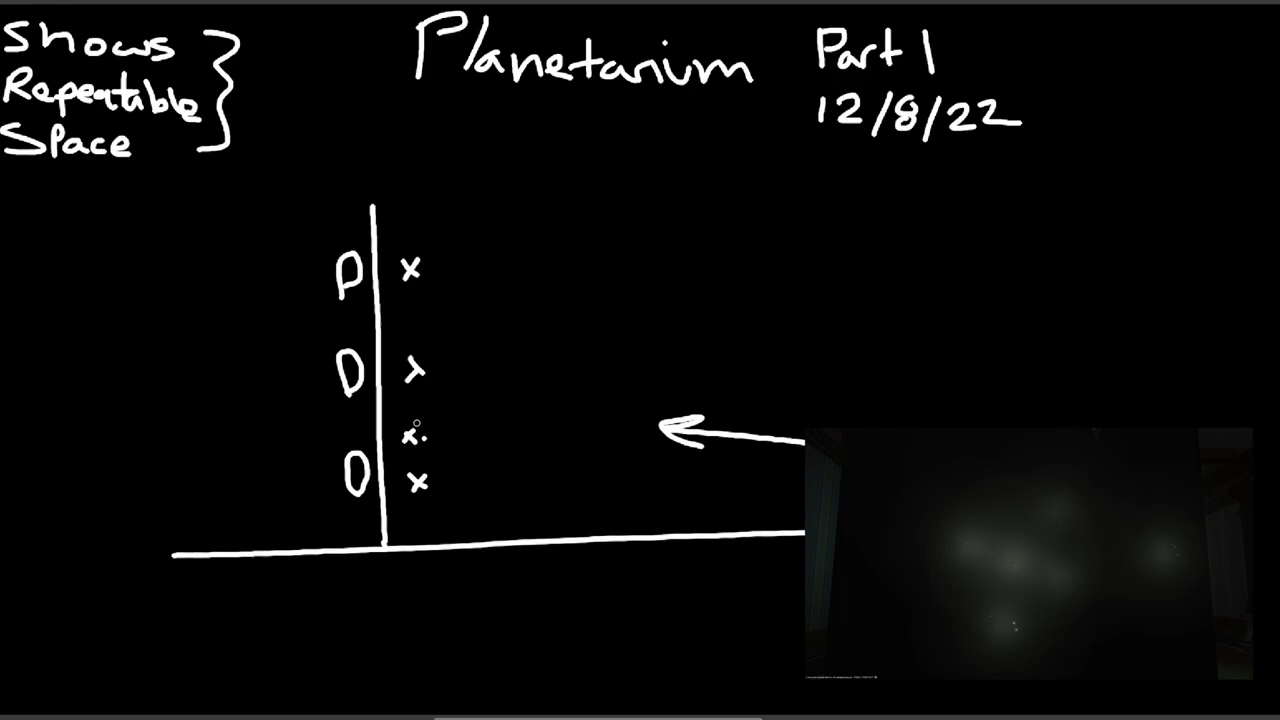 Shows
Repeatable
Space
Planetarium
Part 1
12/8/22
P x
D x
x.
D x